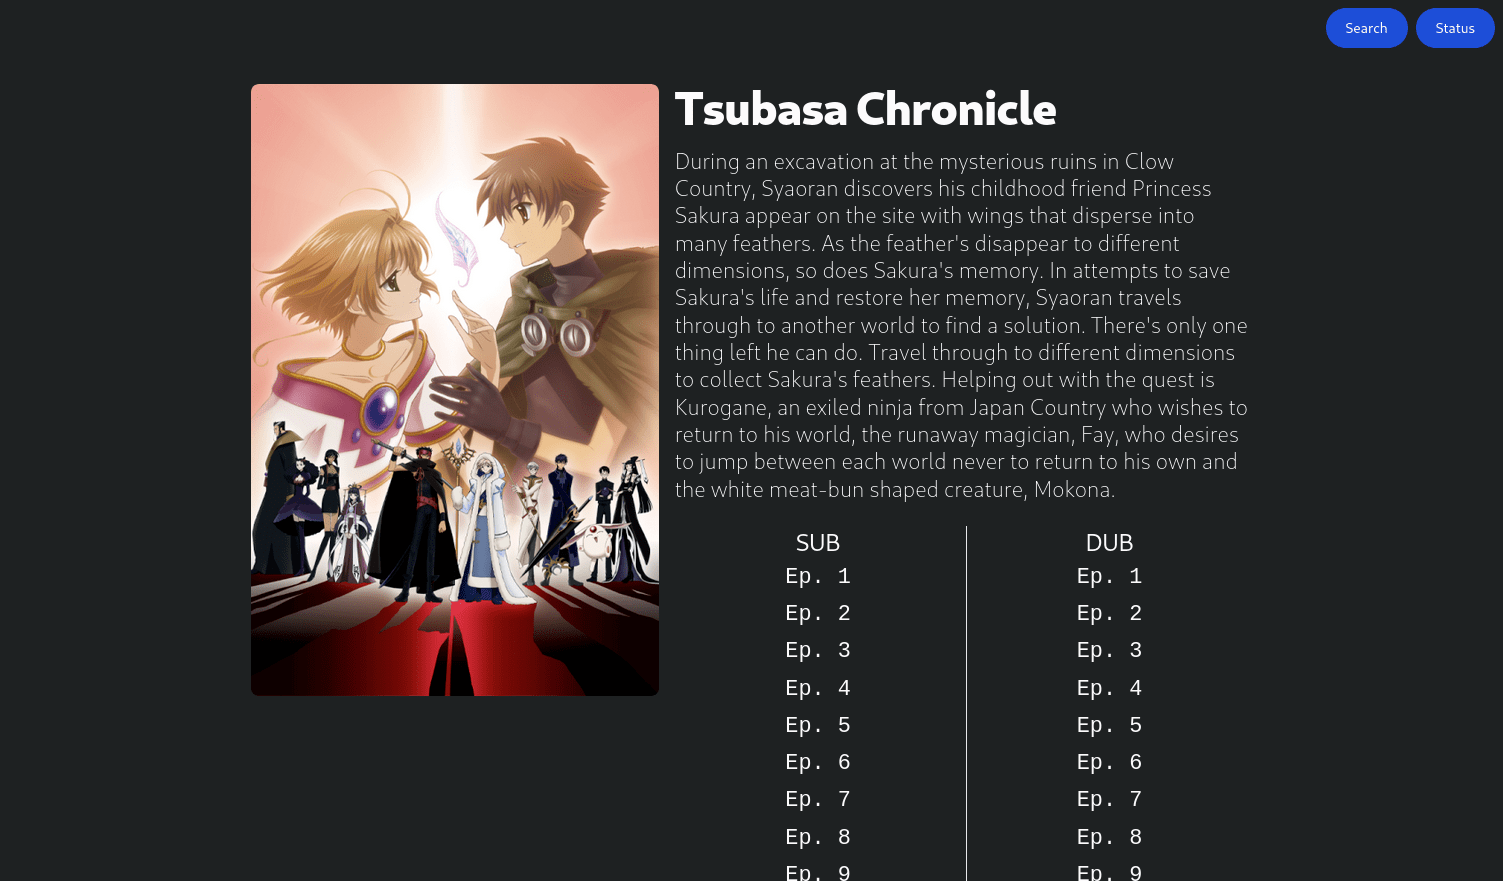 Search Status
Tsubasa Chronicle
During an excavation at the mysterious ruins in Clow
Country, Syaoran discovers his childhood friend Princess
Sakura appear on the site with wings that disperse into
many feathers. As the feather's disappear to different
dimensions, so does Sakura's memory. In attempts to save
Sakura's life and restore her memory, Syaoran travels
through to another world to find a solution. There's only one
thing left he can do. Travel through to different dimensions
to collect Sakura's feathers. Helping out with the quest is
Kurogane, an exiled ninja from Japan Country who wishes to
return to his world, the runaway magician, Fay, who desires
to jump between each world never to return to his own and
the white meat-bun shaped creature, Mokona.
SUB DUB
Ep. 1 Ep. 1
Ep. 2 Ep. 2
Ep. 3 Ep. 3
Ep. 4 Ep. 4
Ep. 5 Ep. 5
Ep. 6 Ep. 6
Ep. 7 Ep. 7
Ep. 8 Ep. 8
Ep. 9 Ep. 9